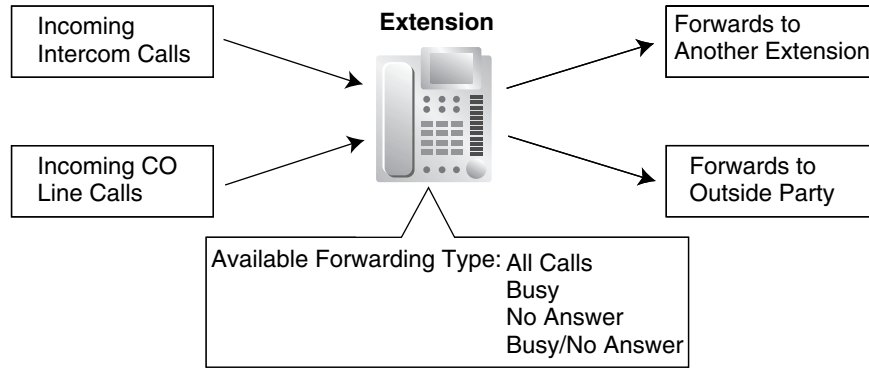 Incoming
Intercom Calls
Extension
Forwards to
Another Extension
Incoming CO
Line Calls
Forwards to
Outside Party
Available Forwarding Type: All Calls
Busy
No Answer
Busy/No Answer